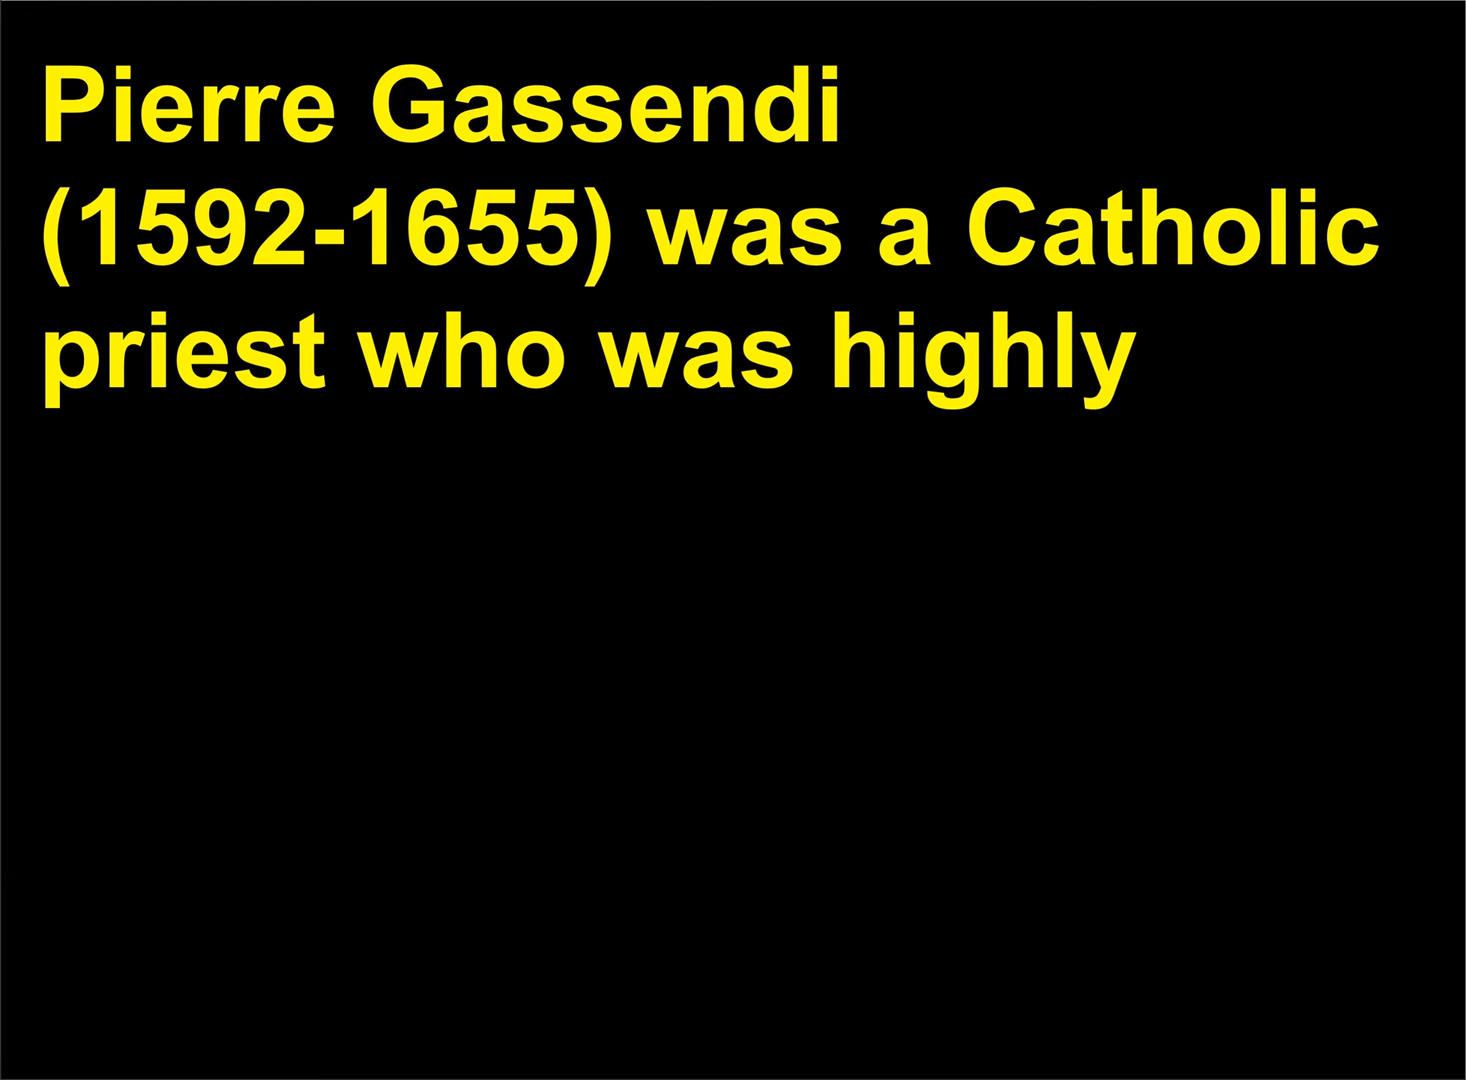 Pierre Gassendi
(1592-1655) was a Catholic
priest who was highly